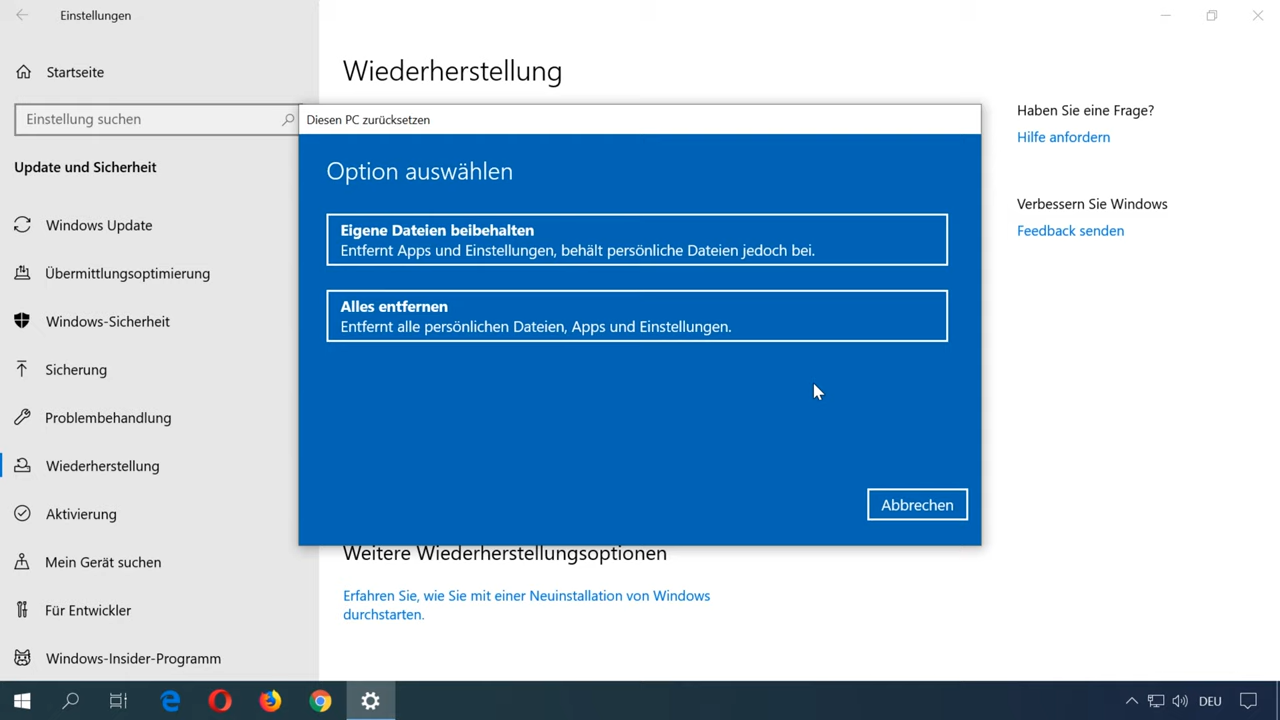 Einstellungen
Startseite
Einstellung suchen
Update und Sicherheit
Windows Update
Übermittlungsoptimierung
Windows-Sicherheit
Sicherung
Problembehandlung
Wiederherstellung
Aktivierung
Mein Gerät suchen
Für Entwickler
Windows-Insider-Programm
Wiederherstellung
Diesen PC zurücksetzen
Option auswählen
Eigene Dateien beibehalten
Entfernt Apps und Einstellungen, behält persönliche Dateien jedoch bei.
Alles entfernen
Entfernt alle persönlichen Dateien, Apps und Einstellungen.
Abbrechen
Weitere Wiederherstellungsoptionen
Erfahren Sie, wie Sie mit einer Neuinstallation von Windows
durchstarten.
Haben Sie eine Frage?
Hilfe anfordern
Verbessern Sie Windows
Feedback senden
DEU